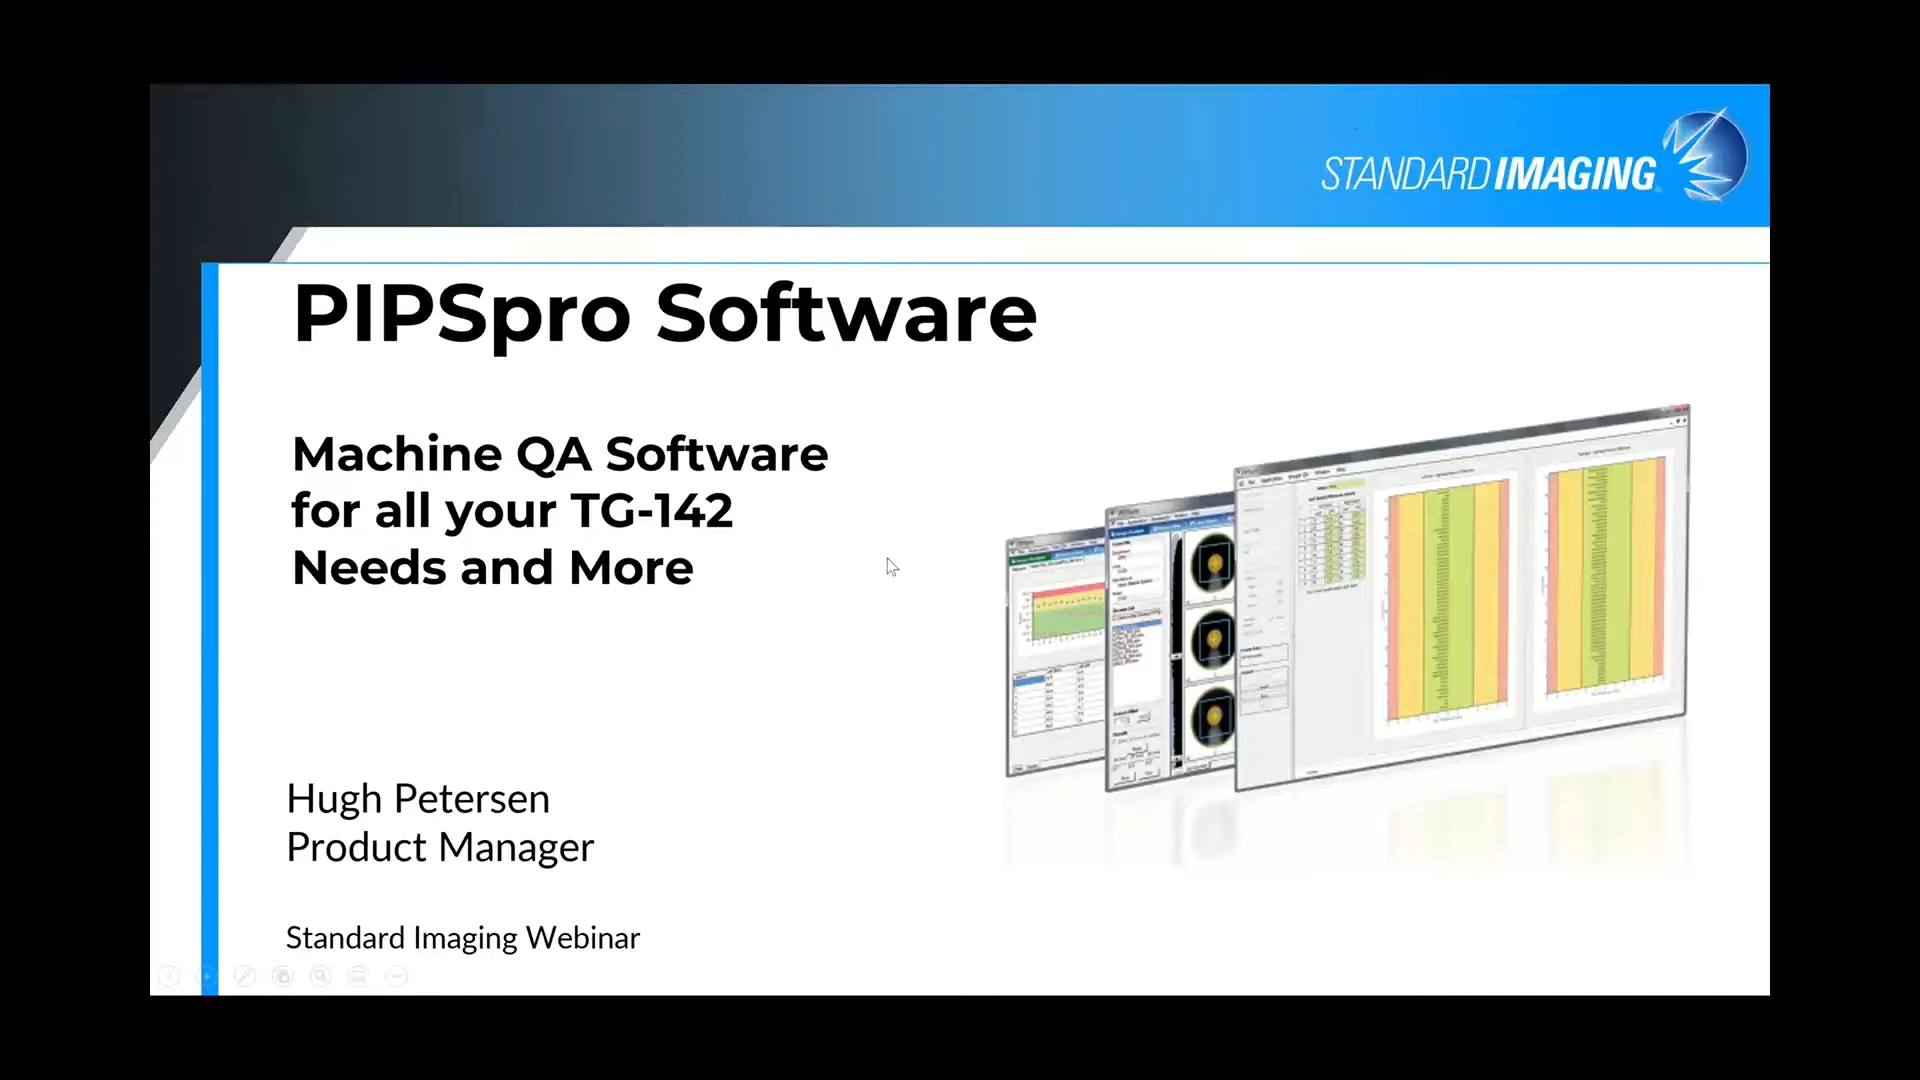 STANDARD IMAGING
PIPSpro Software
Machine QA Software
for all your TG-142
Needs and More
Hugh Petersen
Product Manager
Standard Imaging Webinar